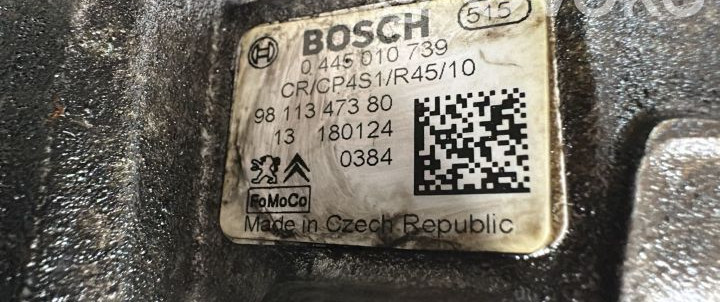 BOSCH
515
0 445 010 739
CR/CP4S1/R45/10
98 113 473 80
13 180124
0384
FoMoCo
Made in Czech Republic